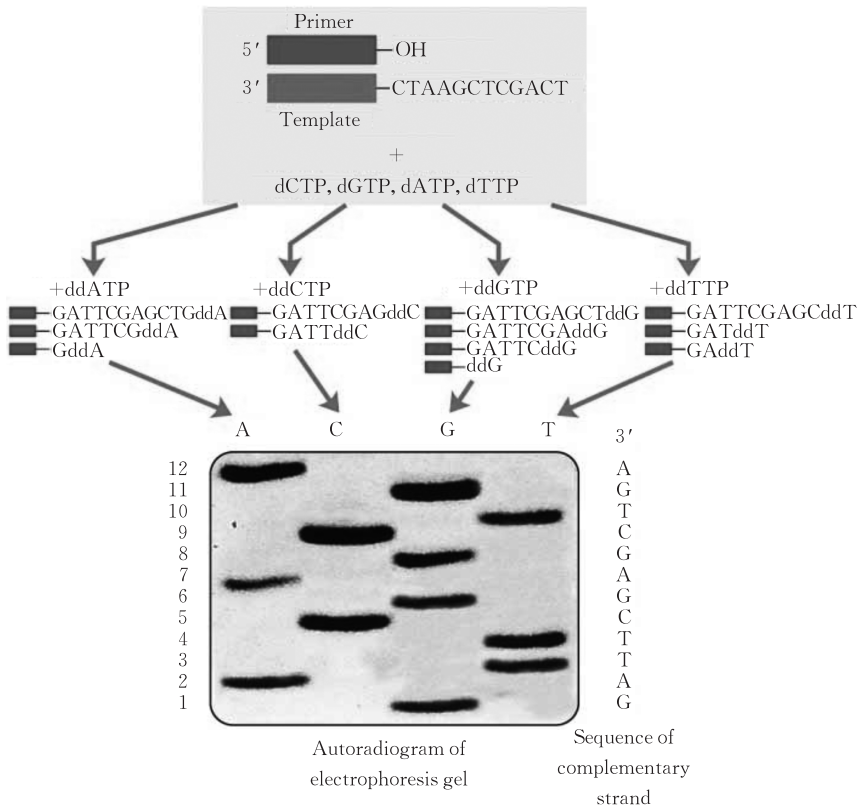 Primer
5′ -OH
3′ -CTAAGCTCGACT
Template
+
dCTP, dGTP, dATP, dTTP
+ddATP
GATTCGAGCTGddA
GATTCGddA
GddA
+ddCTP
GATTCGAGddC
GATTddC
+ddGTP
GATTCGAGCTddG
GATTCGAddG
GATTCddG
ddG
+ddTTP
GATTCGAGCddT
GATddT
GAddT
A C G T 3′
12 A
11 G
10 T
9 C
8 G
7 A
6 G
5 C
4 T
3 T
2 A
1 G
Autoradiogram of
electrophoresis gel
Sequence of
complementary
strand